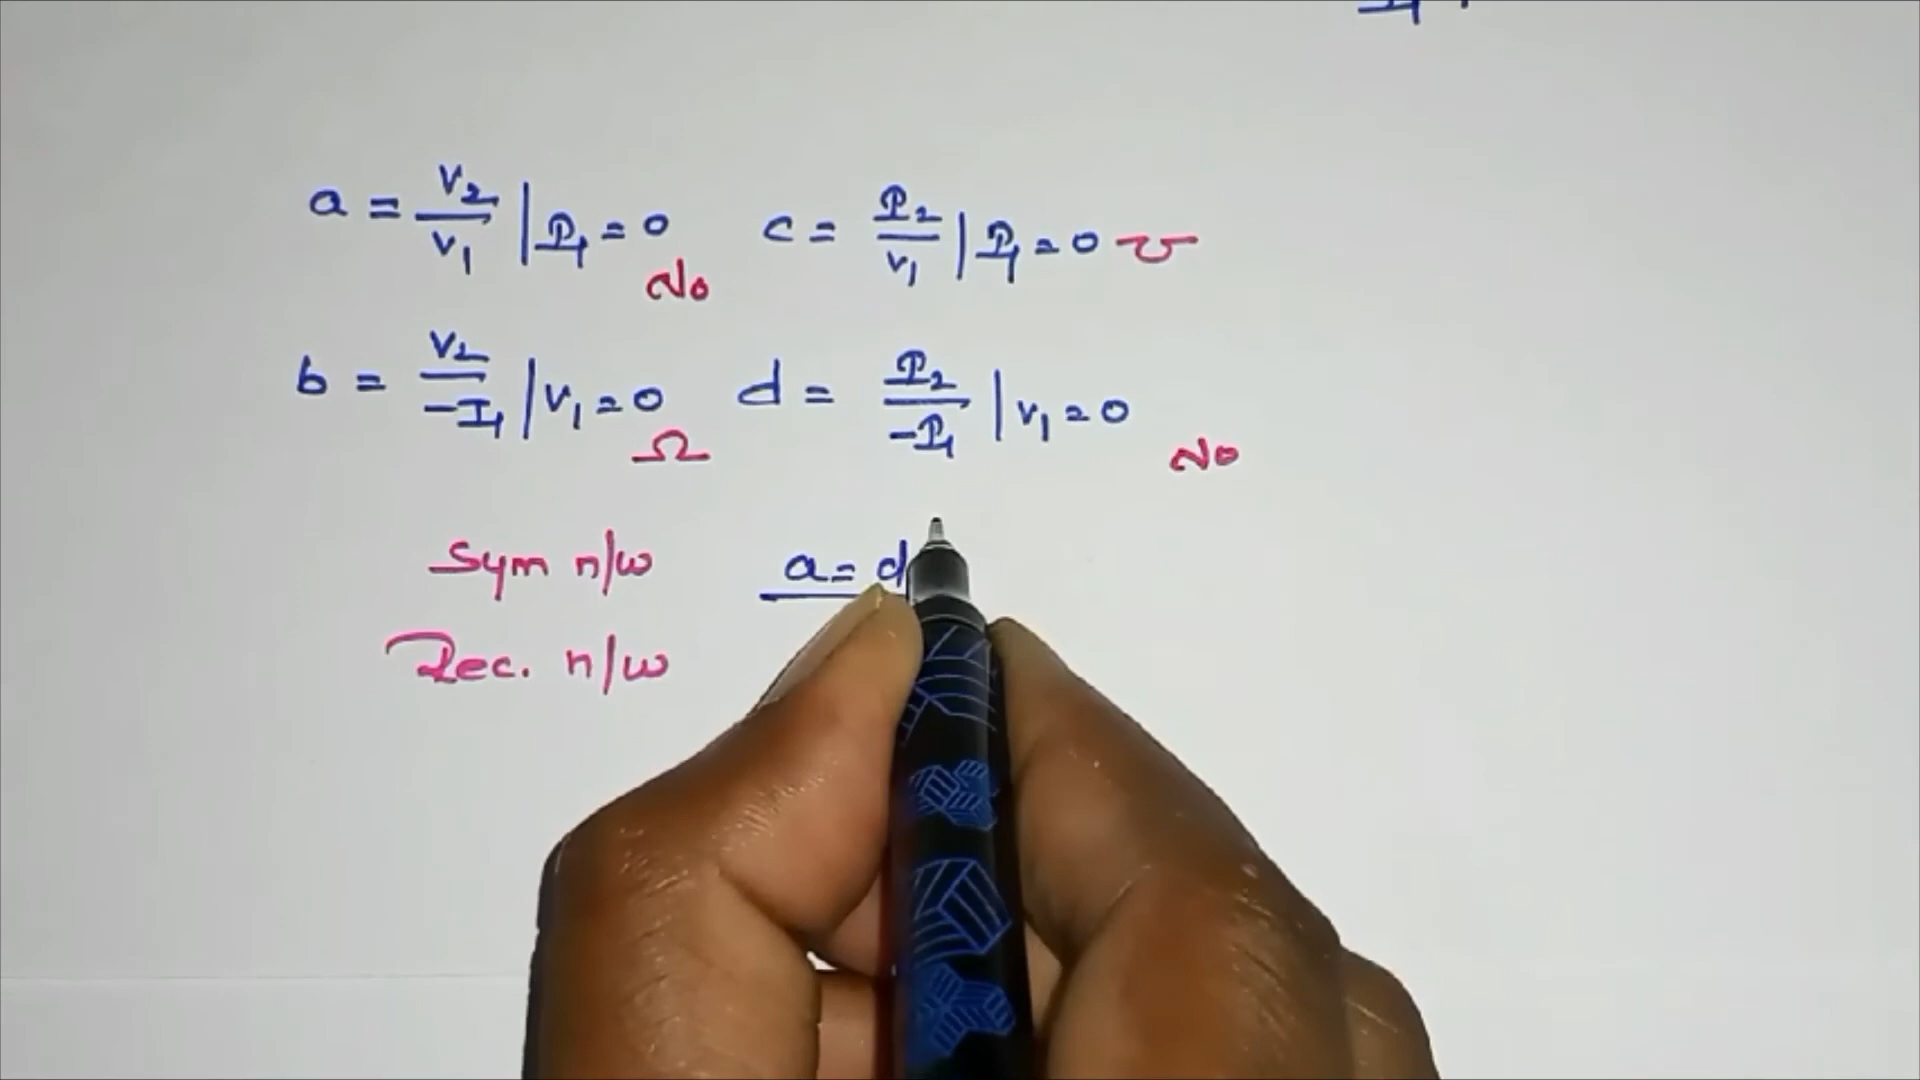 a = V2/V1 | I1 = 0 No c = I2/V1 | I1 = 0 ℧
b = V2/-I1 | V1 = 0 Ω d = I2/-I1 | V1 = 0 No
Sym n/w a = d
Rec. n/w